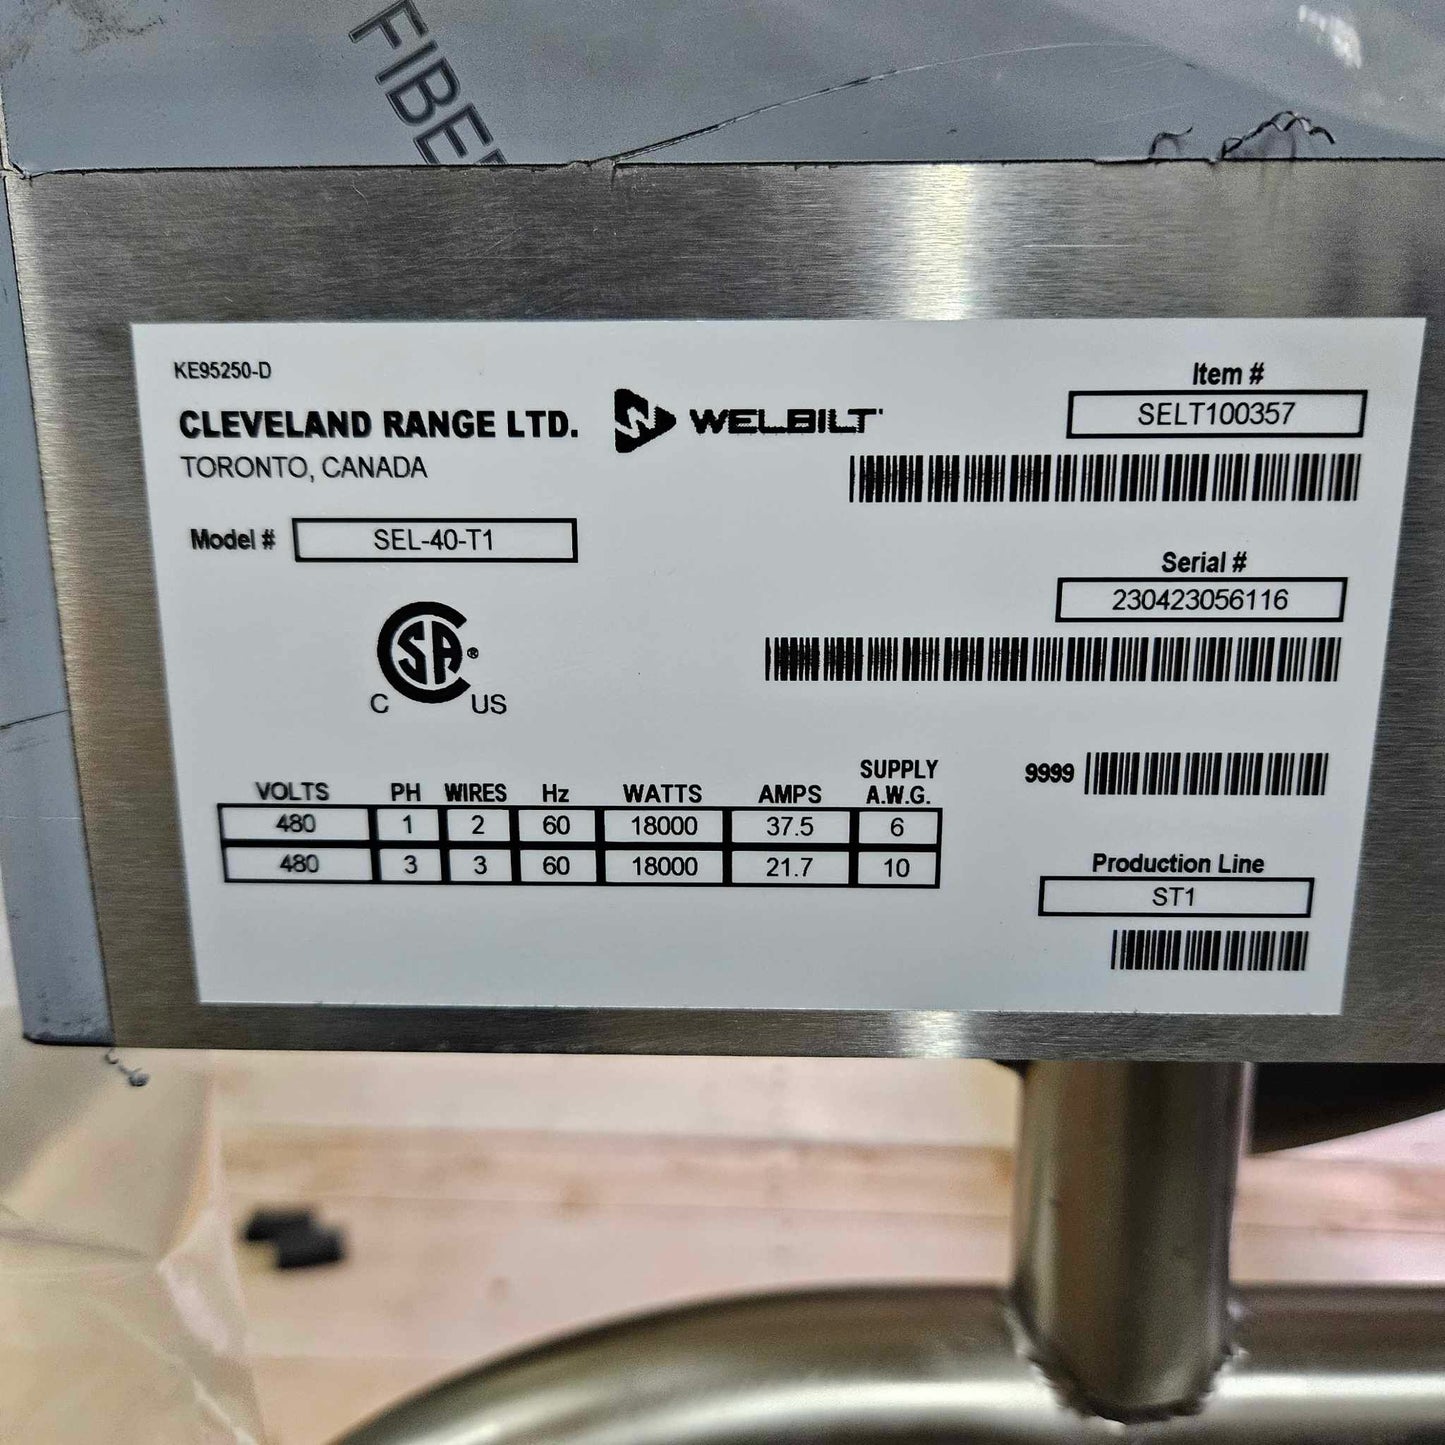 FIBE
KE95250-D
CLEVELAND RANGE LTD.
TORONTO, CANADA
WELBILT
Item #
SELT100357
Model # SEL-40-T1
Serial #
230423056116
CSA ®
C US
9999
VOLTS PH WIRES Hz WATTS AMPS SUPPLY A.W.G.
480 1 2 60 18000 37.5 6
480 3 3 60 18000 21.7 10
Production Line
ST1